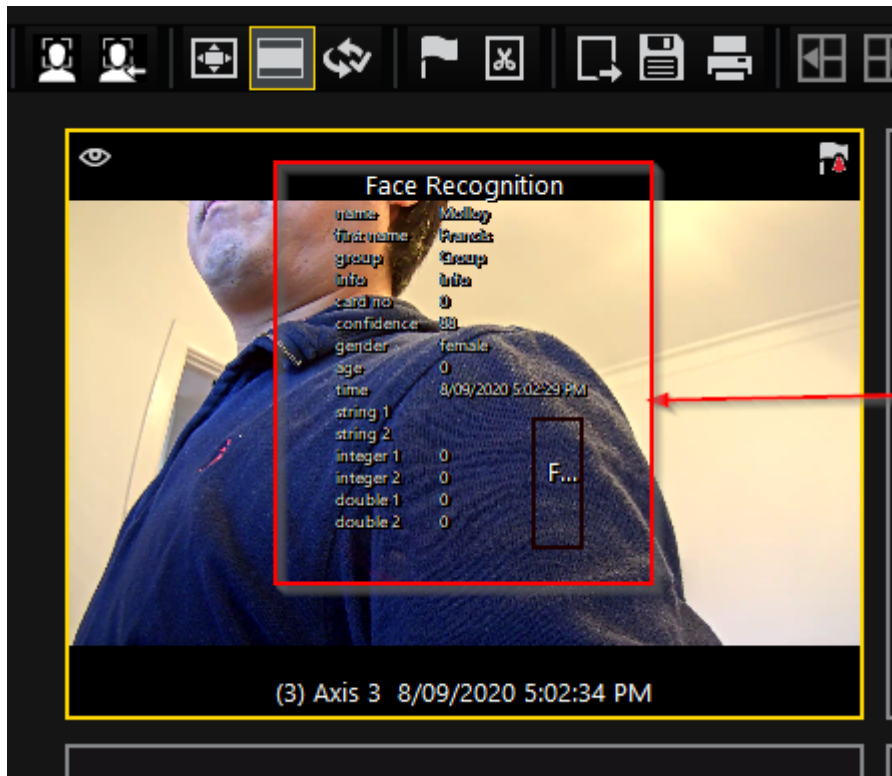 Face Recognition
name Molloy
first name Francis
group Group
info info
card no 0
confidence 88
gender female
age 0
time 8/09/2020 5:02:29 PM
string 1
string 2
integer 1 0
integer 2 0
double 1 0
double 2 0
F...
(3) Axis 3 8/09/2020 5:02:34 PM